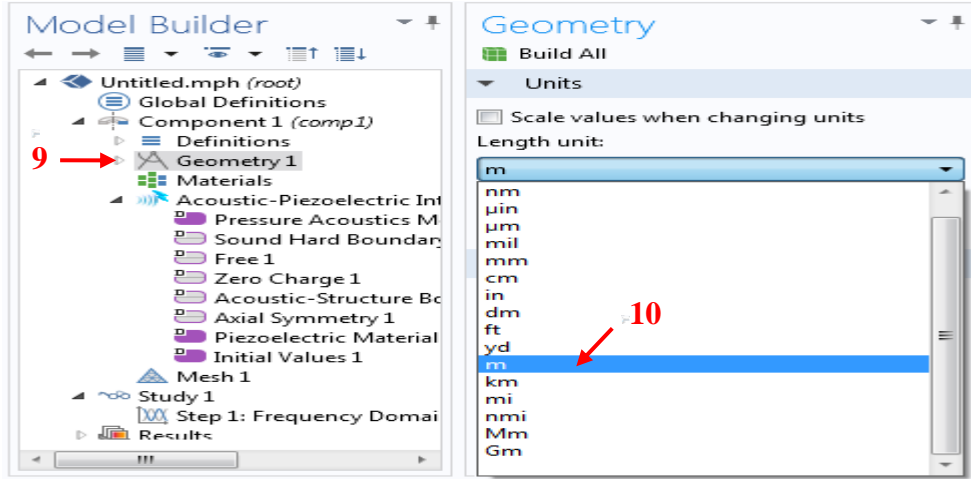 Model Builder
Untitled.mph (root)
Global Definitions
Component 1 (comp1)
Definitions
9
Geometry 1
Materials
Acoustic-Piezoelectric Int
Pressure Acoustics M
Sound Hard Boundar
Free 1
Zero Charge 1
Acoustic-Structure Bo
Axial Symmetry 1
Piezoelectric Material
Initial Values 1
Mesh 1
Study 1
Step 1: Frequency Domai
Results
Geometry
Build All
Units
Scale values when changing units
Length unit:
m
nm
µin
µm
mil
mm
cm
in
dm
10
ft
yd
m
km
mi
nmi
Mm
Gm